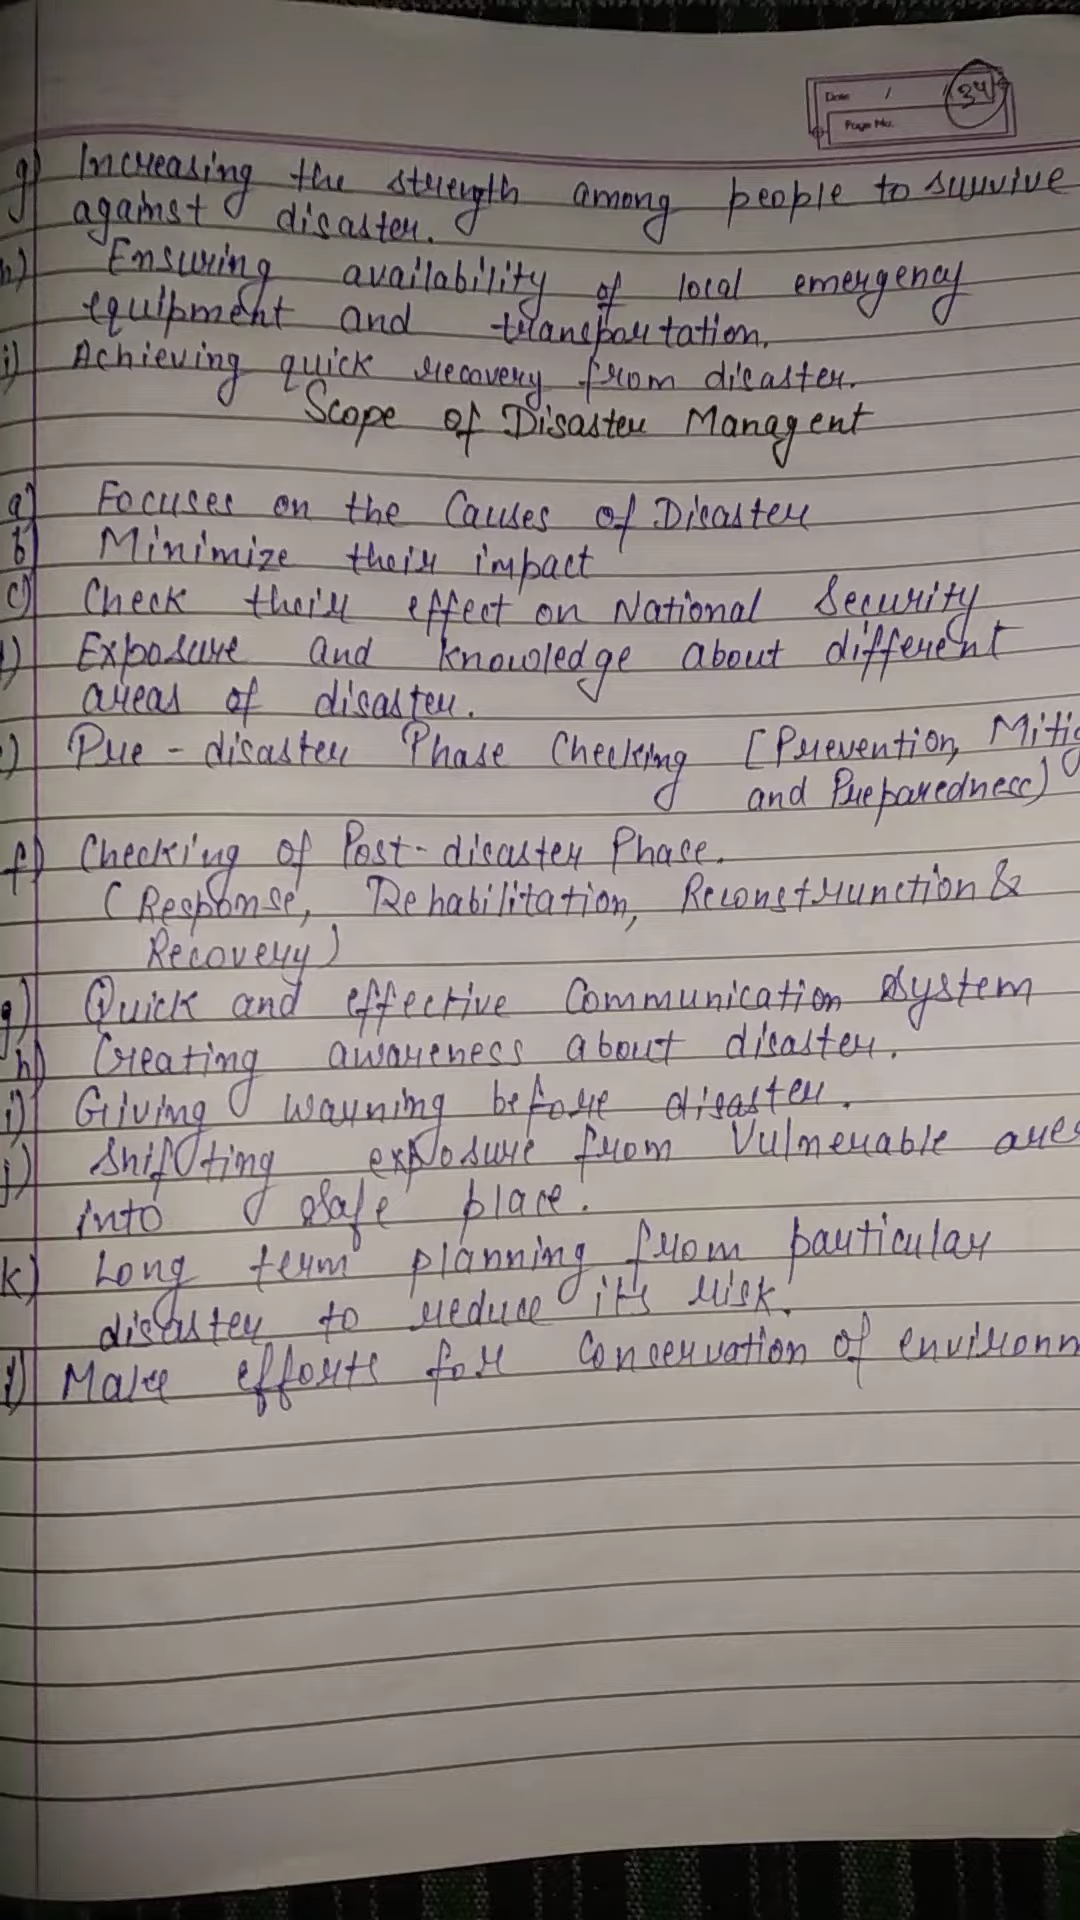 Date / /
34
Page No.
g) Increasing the strength among people to survive
against disaster.
h) Ensuring availability of local emergency
equipment and transportation.
i) Achieving quick recovery from disaster.
Scope of Disaster Managent
a) Focuses on the Causes of Disaster
b) Minimize their impact
c) Check their effect on National Security
) Exposure and knowledge about different
areas of disaster.
) Pre-disaster Phase Checking [Prevention, Mitig
and Preparedness)
f) Checking of Post-disaster Phase.
(Response, Rehabilitation, Reconstrunction &
Recovery)
g) Quick and effective Communication System
h) Creating awareness about disaster.
i) Giving warning before disaster.
j) Shifting exposure from Vulnerable area
into safe place.
k) Long term planning from particular
disaster to reduce it's risk.
l) Make efforts for Conservation of environm